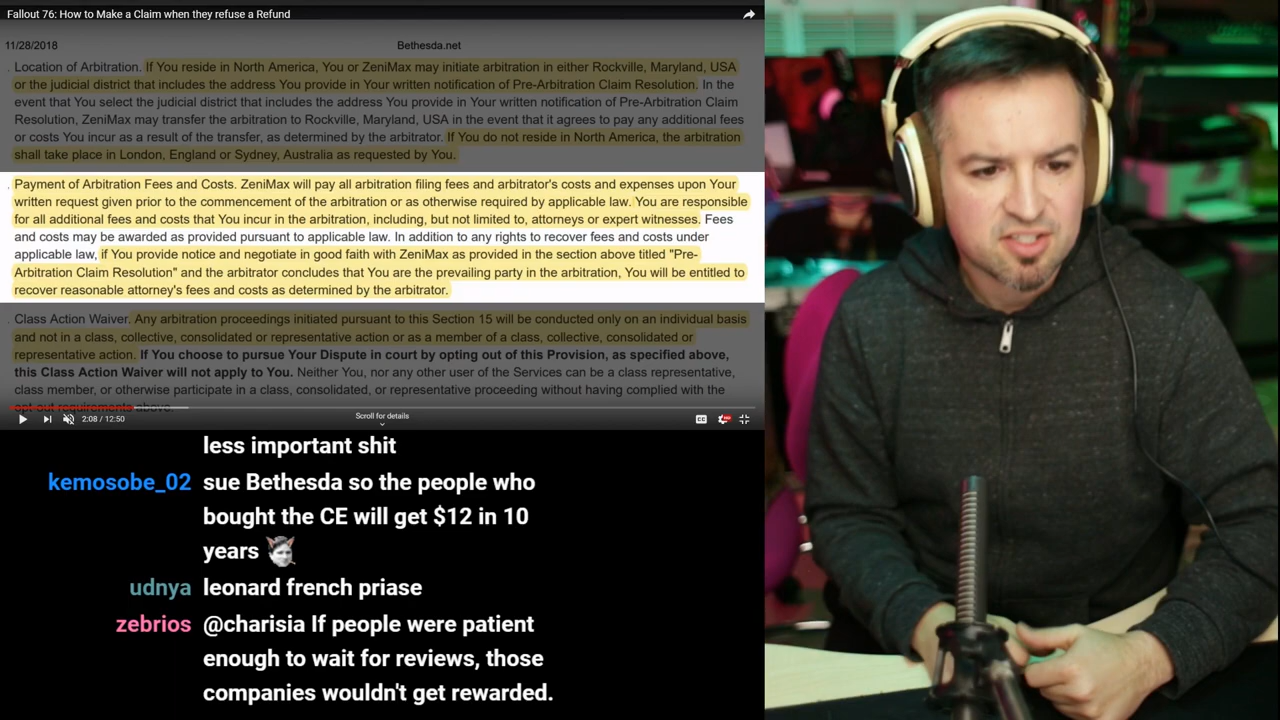 Fallout 76: How to Make a Claim when they refuse a Refund
11/28/2018 Bethesda.net
. Location of Arbitration. If You reside in North America, You or ZeniMax may initiate arbitration in either Rockville, Maryland, USA
or the judicial district that includes the address You provide in Your written notification of Pre-Arbitration Claim Resolution. In the
event that You select the judicial district that includes the address You provide in Your written notification of Pre-Arbitration Claim
Resolution, ZeniMax may transfer the arbitration to Rockville, Maryland, USA in the event that it agrees to pay any additional fees
or costs You incur as a result of the transfer, as determined by the arbitrator. If You do not reside in North America, the arbitration
shall take place in London, England or Sydney, Australia as requested by You.
. Payment of Arbitration Fees and Costs. ZeniMax will pay all arbitration filing fees and arbitrator's costs and expenses upon Your
written request given prior to the commencement of the arbitration or as otherwise required by applicable law. You are responsible
for all additional fees and costs that You incur in the arbitration, including, but not limited to, attorneys or expert witnesses. Fees
and costs may be awarded as provided pursuant to applicable law. In addition to any rights to recover fees and costs under
applicable law, if You provide notice and negotiate in good faith with ZeniMax as provided in the section above titled "Pre-
Arbitration Claim Resolution" and the arbitrator concludes that You are the prevailing party in the arbitration, You will be entitled to
recover reasonable attorney's fees and costs as determined by the arbitrator.
. Class Action Waiver. Any arbitration proceedings initiated pursuant to this Section 15 will be conducted only on an individual basis
and not in a class, collective, consolidated or representative action or as a member of a class, collective, consolidated or
representative action. If You choose to pursue Your Dispute in court by opting out of this Provision, as specified above,
this Class Action Waiver will not apply to You. Neither You, nor any other user of the Services can be a class representative,
class member, or otherwise participate in a class, consolidated, or representative proceeding without having complied with the
opt-out requirements above.
2:08 / 12:50
Scroll for details
CC
less important shit
kemosobe_02 sue Bethesda so the people who
bought the CE will get $12 in 10
years
udnya leonard french priase
zebrios @charisia If people were patient
enough to wait for reviews, those
companies wouldn't get rewarded.